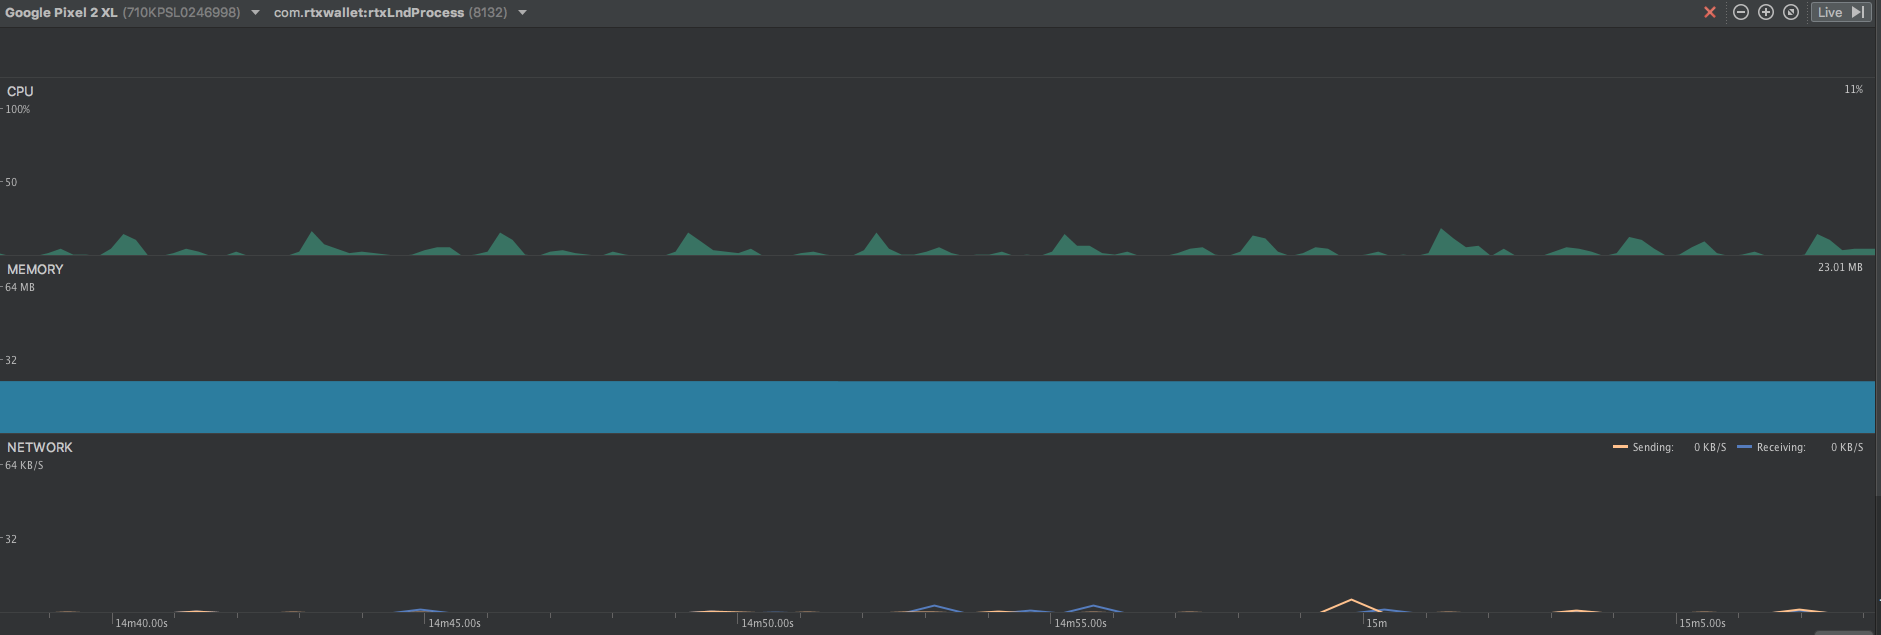 Google Pixel 2 XL (710KPSL0246998) com.rtxwallet:rtxLndProcess (8132) Live
CPU 11%
100%
50
MEMORY 23.01 MB
64 MB
32
NETWORK Sending: 0 KB/S Receiving: 0 KB/S
64 KB/S
32
14m40.00s 14m45.00s 14m50.00s 14m55.00s 15m 15m5.00s